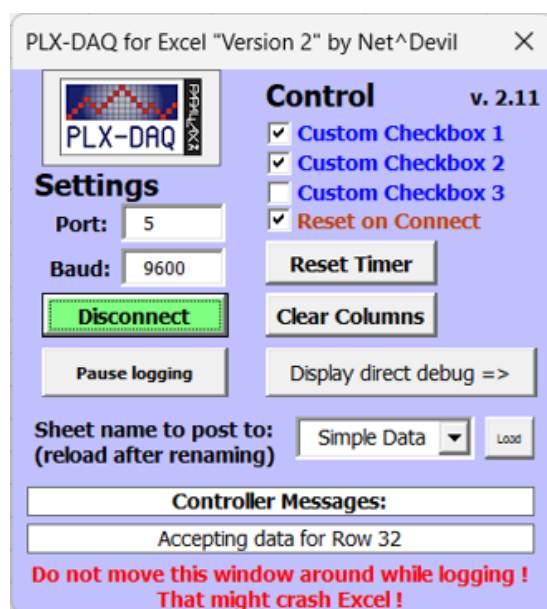 PLX-DAQ for Excel "Version 2" by Net^Devil
PLX-DAQ
PARALLAX
Control
v. 2.11
Custom Checkbox 1
Custom Checkbox 2
Custom Checkbox 3
Reset on Connect
Settings
Port: 5
Baud: 9600
Reset Timer
Disconnect
Clear Columns
Pause logging
Display direct debug =>
Sheet name to post to:
(reload after renaming)
Simple Data
Load
Controller Messages:
Accepting data for Row 32
Do not move this window around while logging !
That might crash Excel !